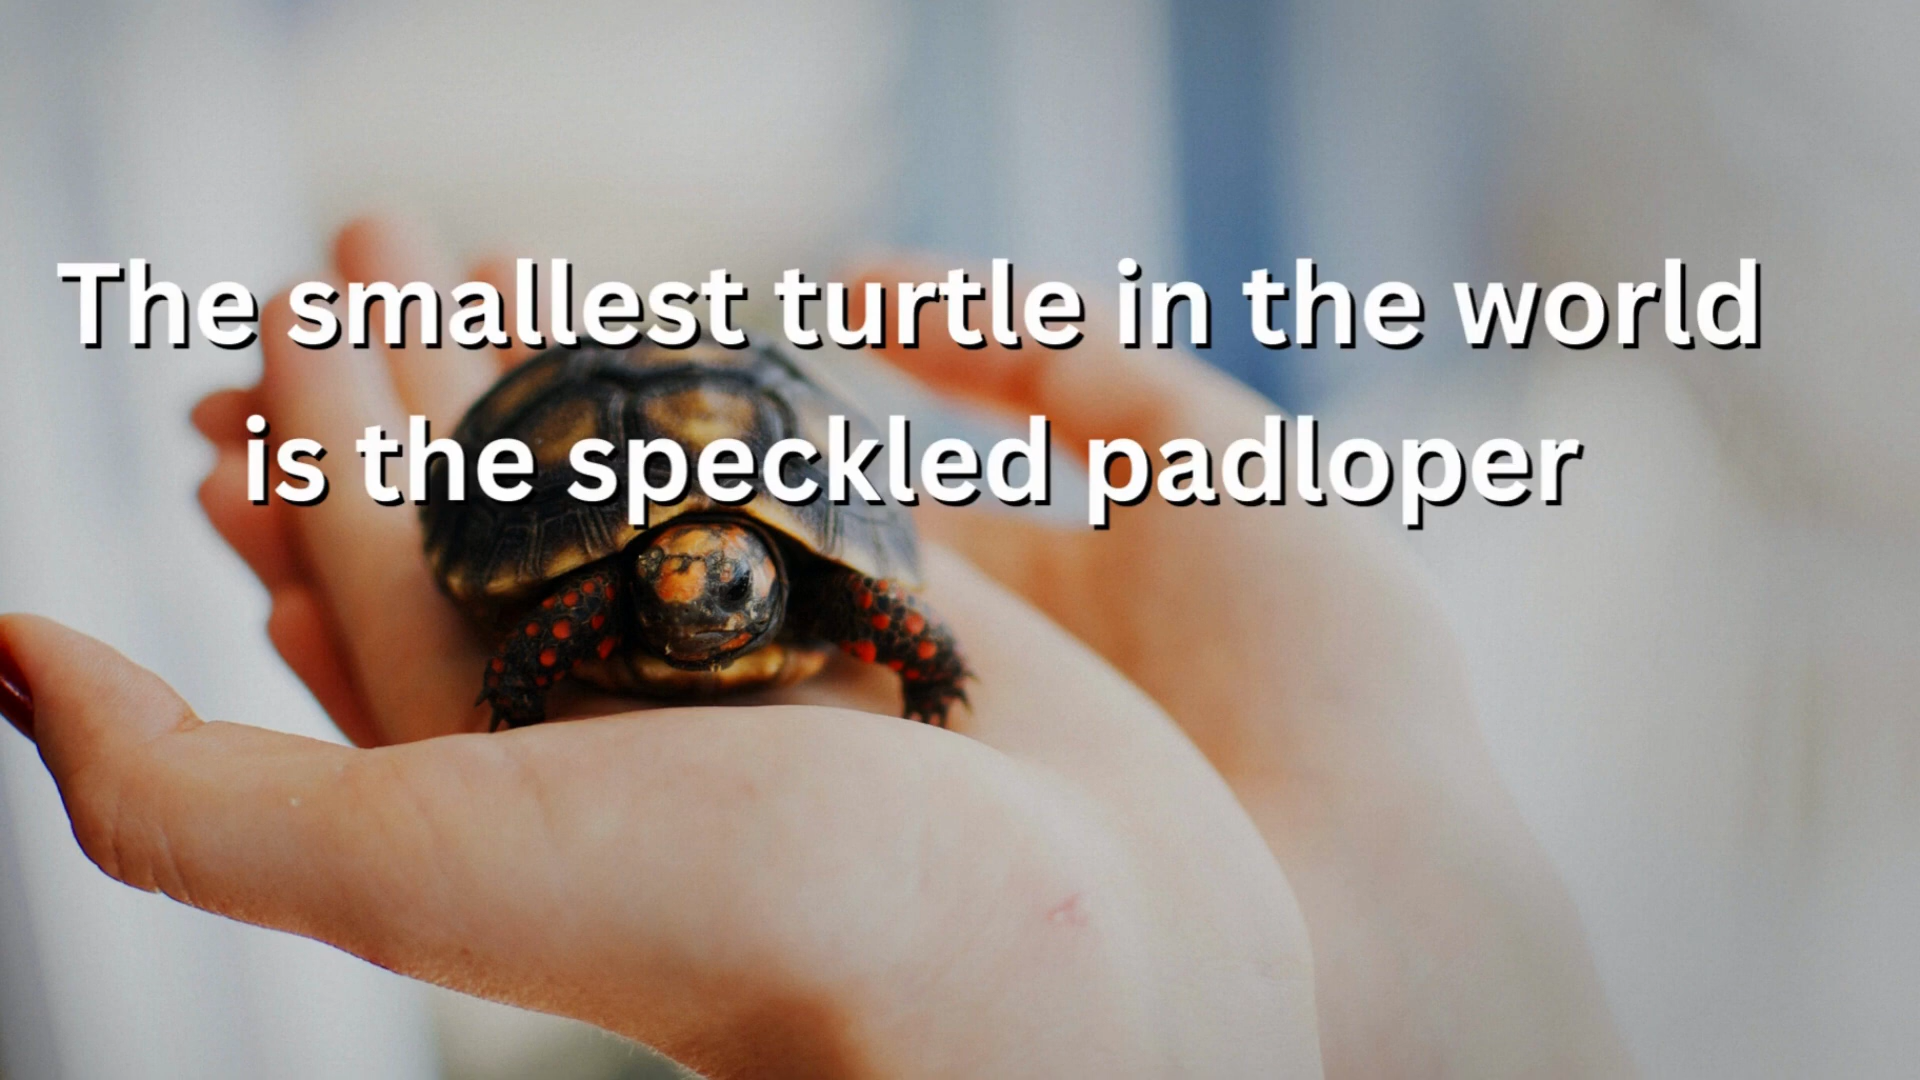 The smallest turtle in the world
is the speckled padloper